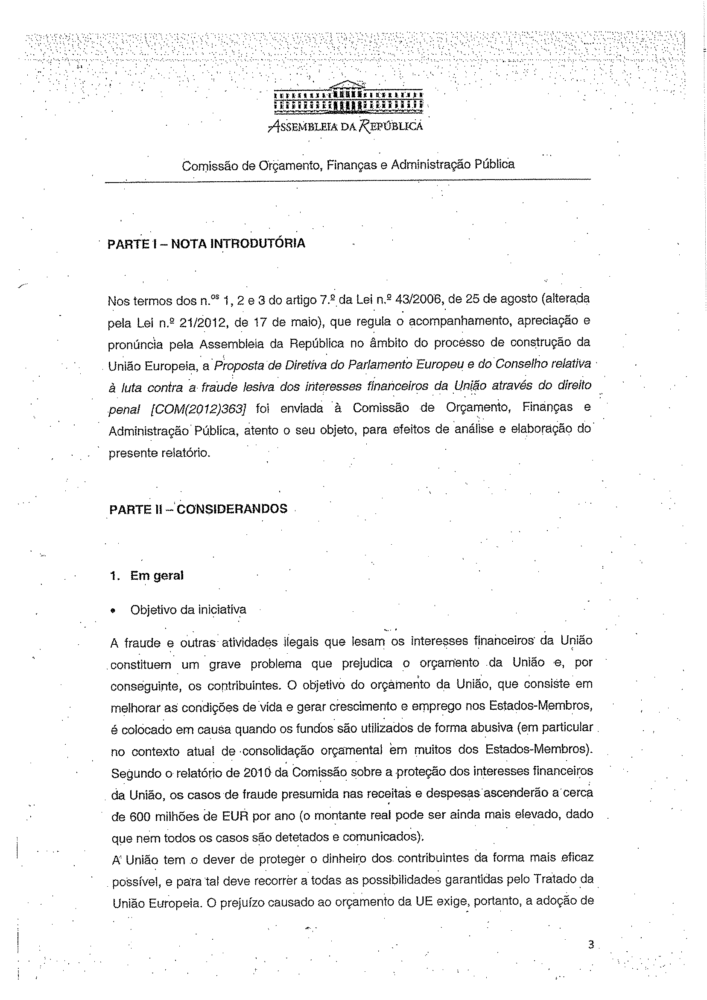 ASSEMBLEIA DA REPÚBLICA
Comissão de Orçamento, Finanças e Administração Pública
PARTE I – NOTA INTRODUTÓRIA
Nos termos dos n.ºs 1, 2 e 3 do artigo 7.º da Lei n.º 43/2006, de 25 de agosto (alterada
pela Lei n.º 21/2012, de 17 de maio), que regula o acompanhamento, apreciação e
pronúncia pela Assembleia da República no âmbito do processo de construção da
União Europeia, a Proposta de Diretiva do Parlamento Europeu e do Conselho relativa
à luta contra a fraude lesiva dos interesses financeiros da União através do direito
penal [COM(2012)363] foi enviada à Comissão de Orçamento, Finanças e
Administração Pública, atento o seu objeto, para efeitos de análise e elaboração do
presente relatório.
PARTE II – CONSIDERANDOS
1. Em geral
• Objetivo da iniciativa
A fraude e outras atividades ilegais que lesam os interesses financeiros da União
constituem um grave problema que prejudica o orçamento da União e, por
conseguinte, os contribuintes. O objetivo do orçamento da União, que consiste em
melhorar as condições de vida e gerar crescimento e emprego nos Estados-Membros,
é colocado em causa quando os fundos são utilizados de forma abusiva (em particular
no contexto atual de consolidação orçamental em muitos dos Estados-Membros).
Segundo o relatório de 2010 da Comissão sobre a proteção dos interesses financeiros
da União, os casos de fraude presumida nas receitas e despesas ascenderão a cerca
de 600 milhões de EUR por ano (o montante real pode ser ainda mais elevado, dado
que nem todos os casos são detetados e comunicados).
A União tem o dever de proteger o dinheiro dos contribuintes da forma mais eficaz
possível, e para tal deve recorrer a todas as possibilidades garantidas pelo Tratado da
União Europeia. O prejuízo causado ao orçamento da UE exige, portanto, a adoção de
3